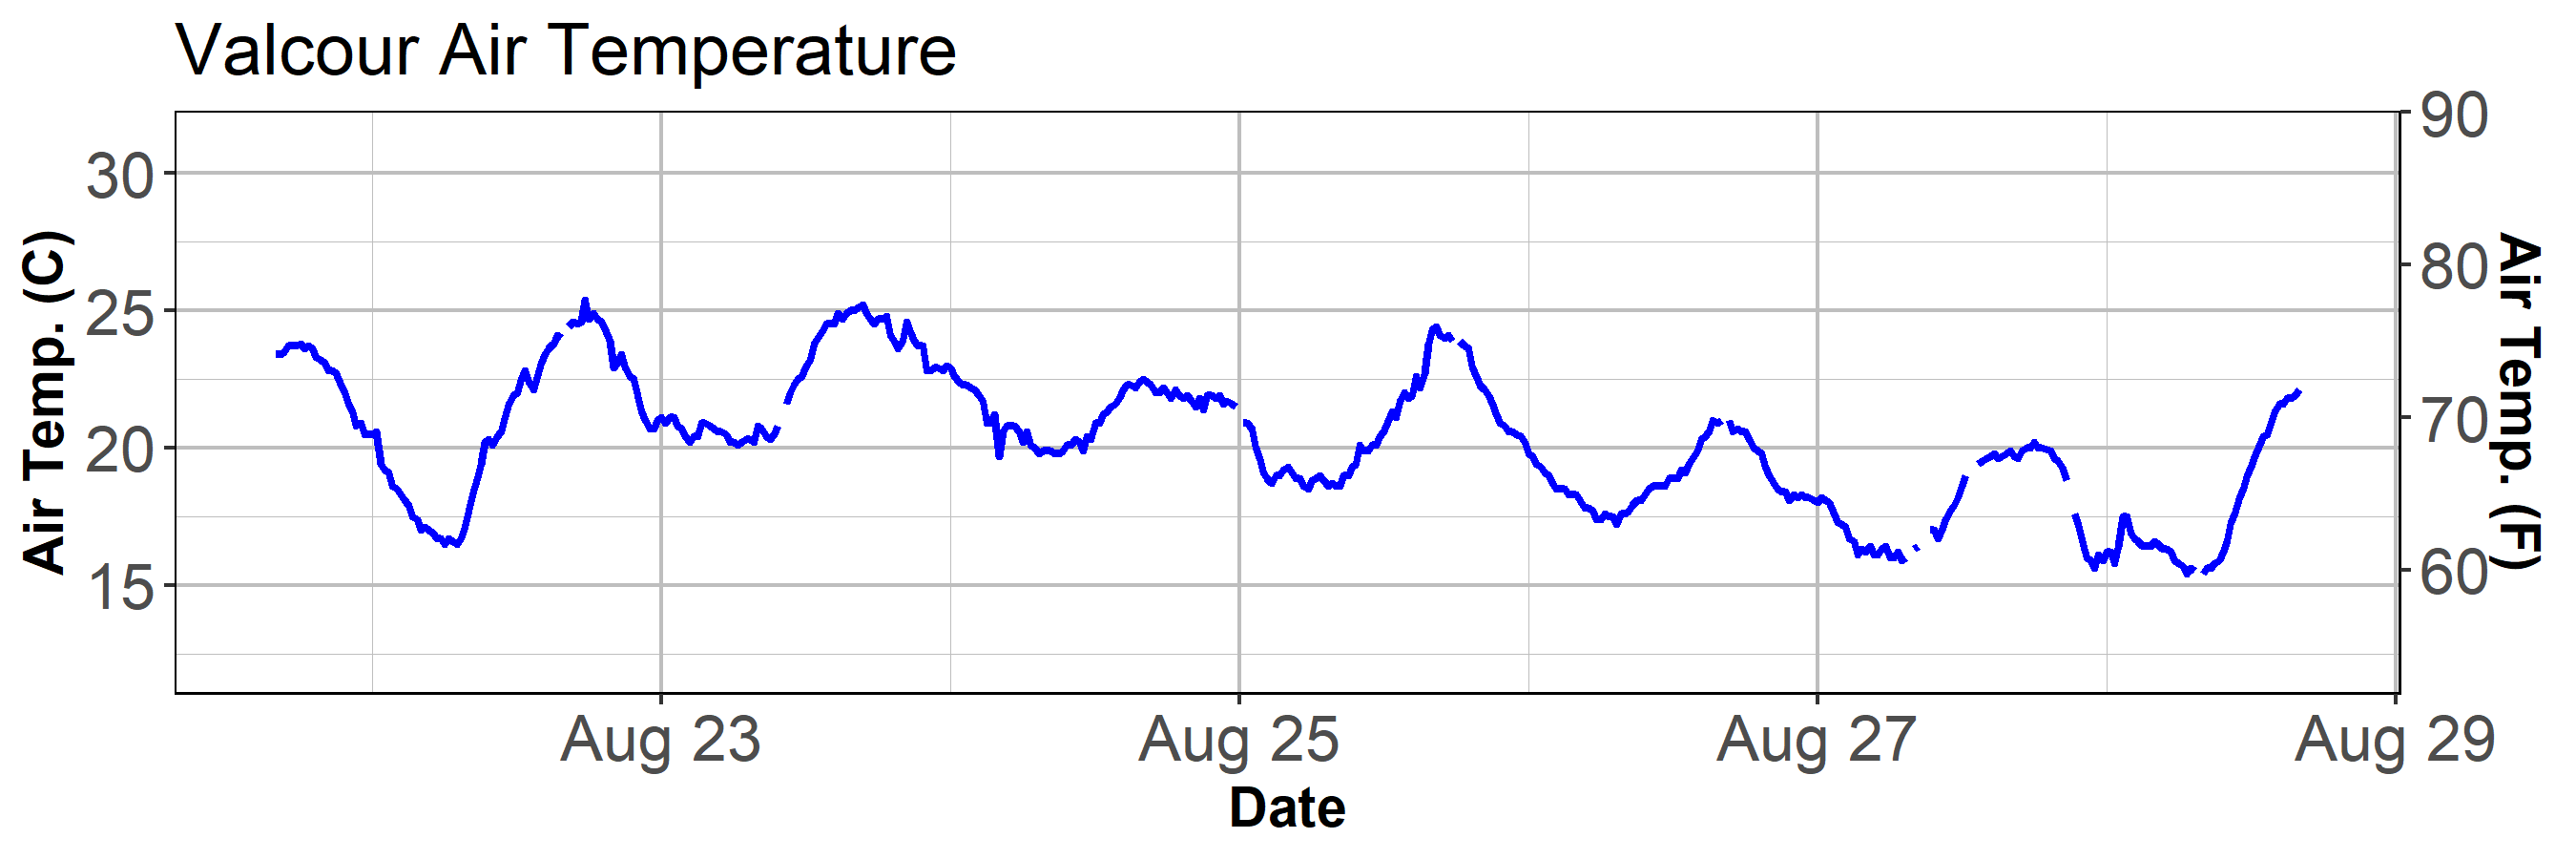 Valcour Air Temperature
Air Temp. (C)
30
25
20
15
90
80
70
60
Air Temp. (F)
Aug 23
Aug 25
Aug 27
Aug 29
Date